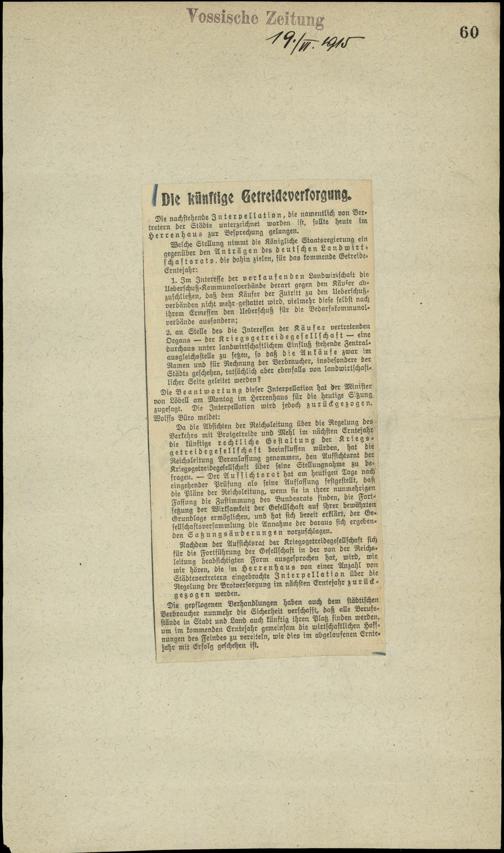 Vossische Zeitung
60
19./VI. 1915
Die künftige Getreideversorgung.
Die nachstehende Interpellation, die namentlich von Ver-
tretern der Städte unterzeichnet worden ist, sollte heute im
Herrenhaus zur Besprechung gelangen.
Welche Stellung nimmt die Königliche Staatsregierung ein
gegenüber den Anträgen des deutschen Landwirt-
schaftsrats, die dahin zielen, für das kommende Getreide-
Erntejahr:
1. Im Interesse der verkaufenden Landwirtschaft die
Ueberschuß-Kommunalverbände derart gegen den Käufer ab-
zuschließen, daß dem Käufer der Zutritt zu den Ueberschuß-
verbänden nicht mehr gestattet wird, vielmehr diese selbst nach
ihrem Ermessen den Ueberschuß für die Bedarfskommunal-
verbände aussondern;
2. an Stelle des die Interessen der Käufer vertretenden
Organs — der Kriegsgetreidegesellschaft — eine
durchaus unter landwirtschaftlichem Einfluß stehende Zentral-
ausgleichsstelle zu setzen, so daß die Ankäufe zwar im
Namen und für Rechnung der Verbraucher, insbesondere der
Städte geschehen, tatsächlich aber ebenfalls von landwirtschaft-
licher Seite geleitet werden?
Die Beantwortung dieser Interpellation hat der Minister
von Löbell am Montag im Herrenhaus für die heutige Sitzung
zugesagt. Die Interpellation wird jedoch zurückgezogen.
Wolffs Büro meldet:
Da die Absichten der Reichsleitung über die Regelung des
Verkehrs mit Brotgetreide und Mehl im nächsten Erntejahr
die künftige rechtliche Gestaltung der Kriegs-
getreidegesellschaft beeinflussen würden, hat die
Reichsleitung Veranlassung genommen, den Aufsichtsrat der
Kriegsgetreidegesellschaft über seine Stellungnahme zu be-
fragen. — Der Aufsichtsrat hat am heutigen Tage nach
eingehender Prüfung als seine Auffassung festgestellt, daß
die Pläne der Reichsleitung, wenn sie in ihrer nunmehrigen
Fassung die Zustimmung des Bundesrats finden, die Fort-
setzung der Wirksamkeit der Gesellschaft auf ihrer bewährten
Grundlage ermöglichen, und hat sich bereit erklärt, der Ge-
sellschaftsversammlung die Annahme der daraus sich ergeben-
den Satzungsänderungen vorzuschlagen.
Nachdem der Aufsichtsrat der Kriegsgetreidegesellschaft sich
für die Fortführung der Gesellschaft in der von der Reichs-
leitung beabsichtigten Form ausgesprochen hat, wird, wie
wir hören, die im Herrenhaus von einer Anzahl von
Städtevertretern eingebrachte Interpellation über die
Regelung der Brotversorgung im nächsten Erntejahr zurück-
gezogen werden.
Die gepflogenen Verhandlungen haben auch dem städtischen
Verbraucher nunmehr die Sicherheit verschafft, daß alle Berufs-
stände in Stadt und Land auch künftig ihren Platz finden werden,
um im kommenden Erntejahr gemeinsam die wirtschaftlichen Hoff-
nungen des Feindes zu vereiteln, wie dies im abgelaufenen Ernte-
jahr mit Erfolg geschehen ist.